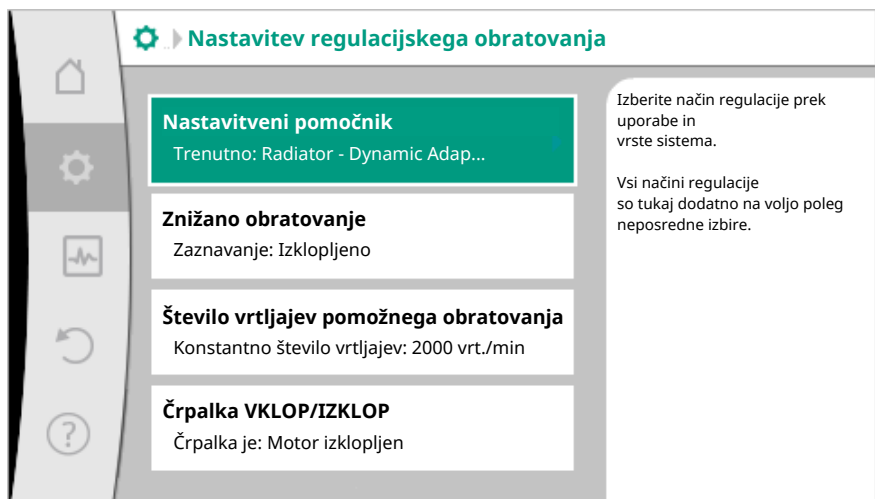 Nastavitev regulacijskega obratovanja
Nastavitveni pomočnik
Trenutno: Radiator - Dynamic Adap...
Znižano obratovanje
Zaznavanje: Izklopljeno
Število vrtljajev pomožnega obratovanja
Konstantno število vrtljajev: 2000 vrt./min
Črpalka VKLOP/IZKLOP
Črpalka je: Motor izklopljen
Izberite način regulacije prek
uporabe in
vrste sistema.
Vsi načini regulacije
so tukaj dodatno na voljo poleg
neposredne izbire.